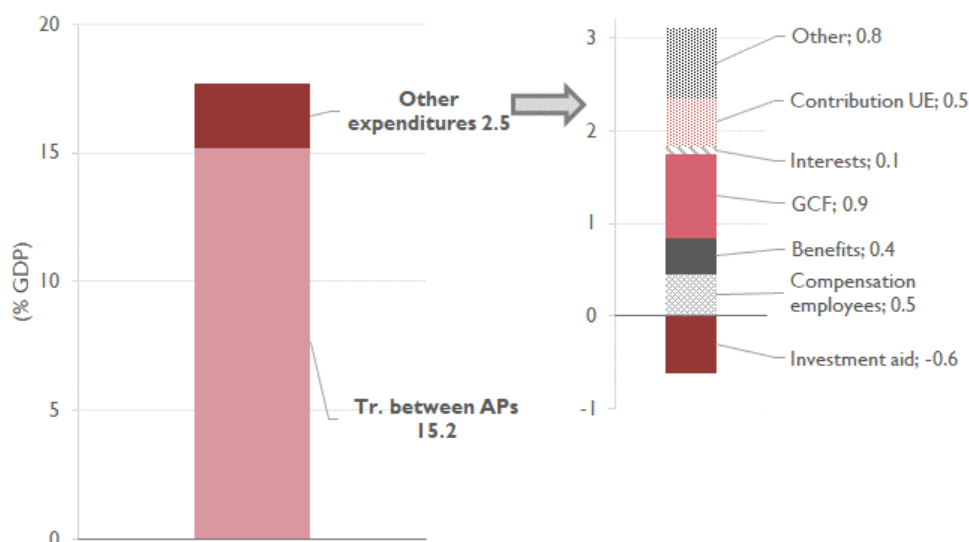 20
15
10
5
0
(% GDP)
Other
expenditures 2.5
Tr. between APs
15.2
3
2
1
0
-1
Other; 0.8
Contribution UE; 0.5
Interests; 0.1
GCF; 0.9
Benefits; 0.4
Compensation
employees; 0.5
Investment aid; -0.6